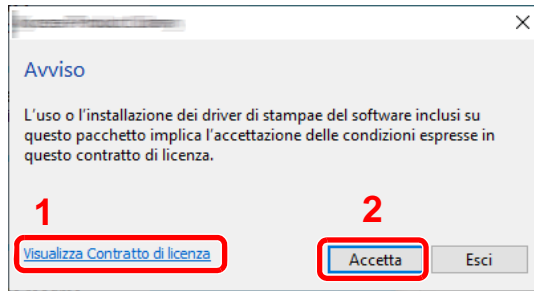 Avviso
L'uso o l'installazione dei driver di stampae del software inclusi su
questo pacchetto implica l'accettazione delle condizioni espresse in
questo contratto di licenza.
1
2
Visualizza Contratto di licenza
Accetta
Esci